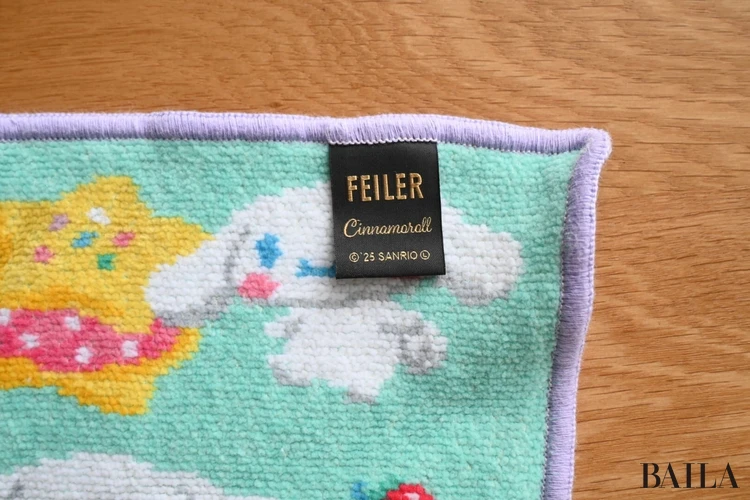 FEILER
Cinnamoroll
©'25 SANRIO Ⓛ
BAILA